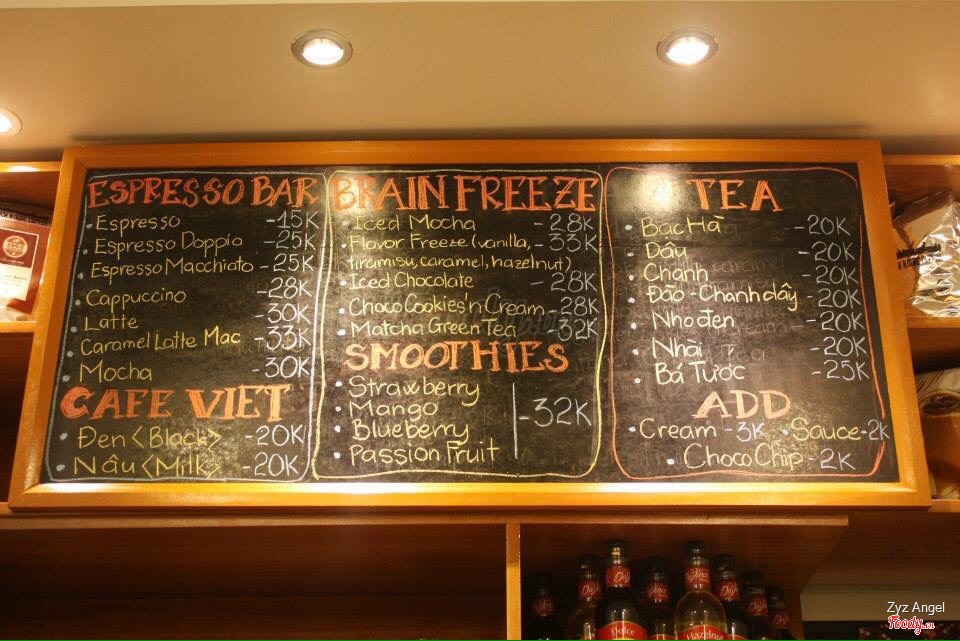 ESPRESSO BAR
Espresso -15K
Espresso Doppio -25K
Espresso Macchiato -25K
Cappuccino -28K
Latte -30K
Caramel Latte Mac -33K
Mocha -30K
CAFE VIET
Đen <Black> -20K
Nâu <Milk> -20K
BRAIN FREEZE
Iced Mocha - 28K
Flavor Freeze (vanilla, - 33K
tiramisu, caramel, hazelnut)
Iced Chocolate - 28K
Choco Cookies'n Cream - 28K
Matcha Green Tea - 32K
SMOOTHIES
Strawberry
Mango
Blueberry
Passion Fruit
-32K
TEA
Bạc Hà -20K
Dâu -20K
Chanh -20K
Đào - Chanh dây -20K
Nho đen -20K
Nhài -20K
Bá Tước -25K
ADD
Cream -3K Sauce -2K
Choco Chip - 2K
Hazelnut
Zyz Angel
Foody.vn